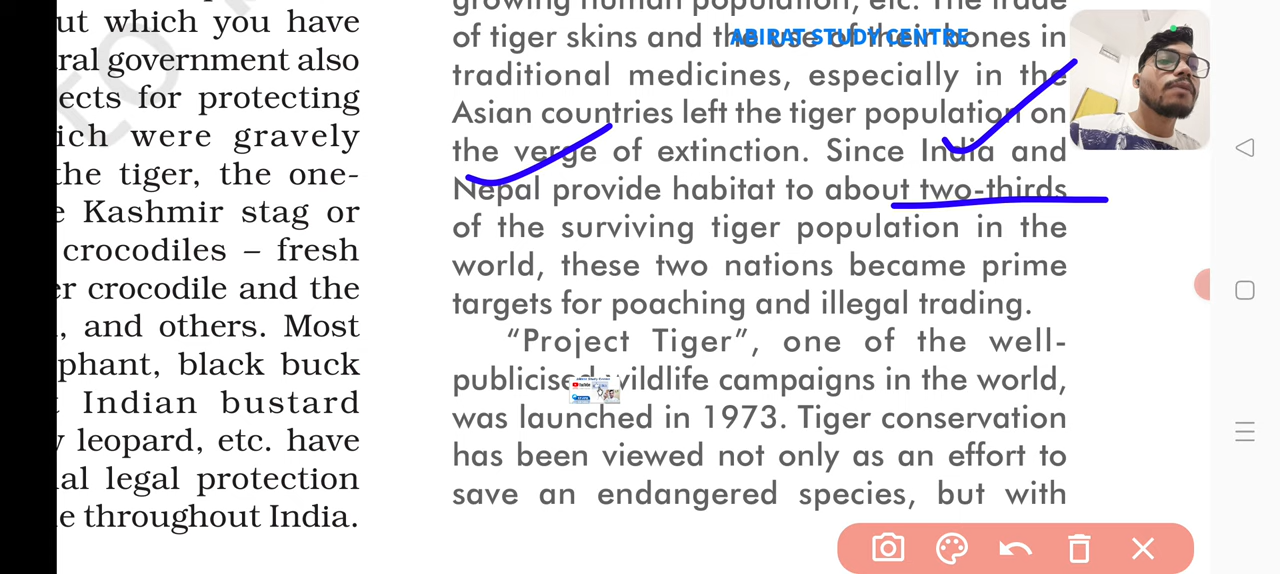 ut which you have
ral government also
ects for protecting
ich were gravely
the tiger, the one-
e Kashmir stag or
crocodiles – fresh
er crocodile and the
, and others. Most
phant, black buck
Indian bustard
leopard, etc. have
al legal protection
e throughout India.
growing human population, etc. The trade
of tiger skins and the use of their bones in
ABIRAT STUDY CENTRE
traditional medicines, especially in the
Asian countries left the tiger population on
the verge of extinction. Since India and
Nepal provide habitat to about two-thirds
of the surviving tiger population in the
world, these two nations became prime
targets for poaching and illegal trading.
“Project Tiger”, one of the well-
publicised wildlife campaigns in the world,
was launched in 1973. Tiger conservation
has been viewed not only as an effort to
save an endangered species, but with